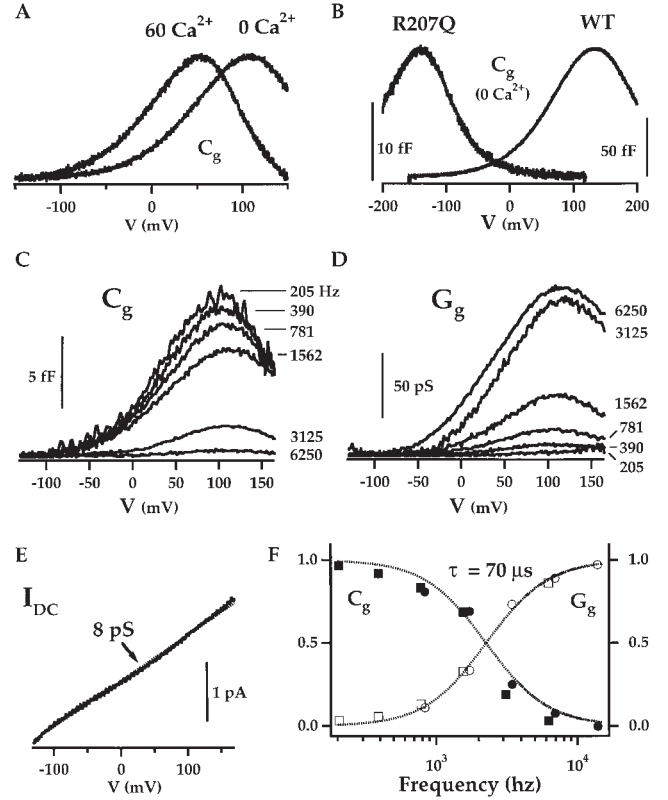 A
60 Ca2+ 0 Ca2+
Cg
-100 0 100
V (mV)
B
R207Q WT
Cg
(0 Ca2+)
10 fF
50 fF
-200 -100 0 100 200
V (mV)
C
Cg
205 Hz
390
781
1562
5 fF
3125
6250
-100 -50 0 50 100 150
V (mV)
D
Gg
6250
3125
50 pS
1562
781
390
205
-100 -50 0 50 100 150
V (mV)
E
IDC
8 pS
1 pA
-100 0 100
V (mV)
F
1.0 τ = 70 μs 1.0
Cg Gg
0.5 0.5
0.0 0.0
10³ 10⁴
Frequency (hz)